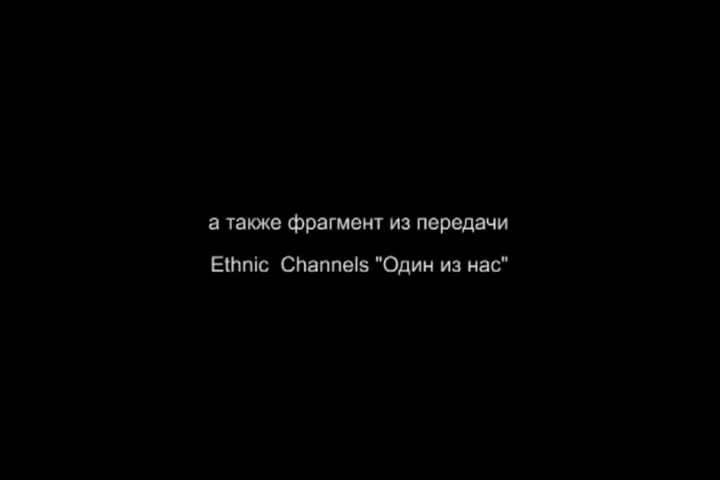 а также фрагмент из передачи
Ethnic Channels "Один из нас"